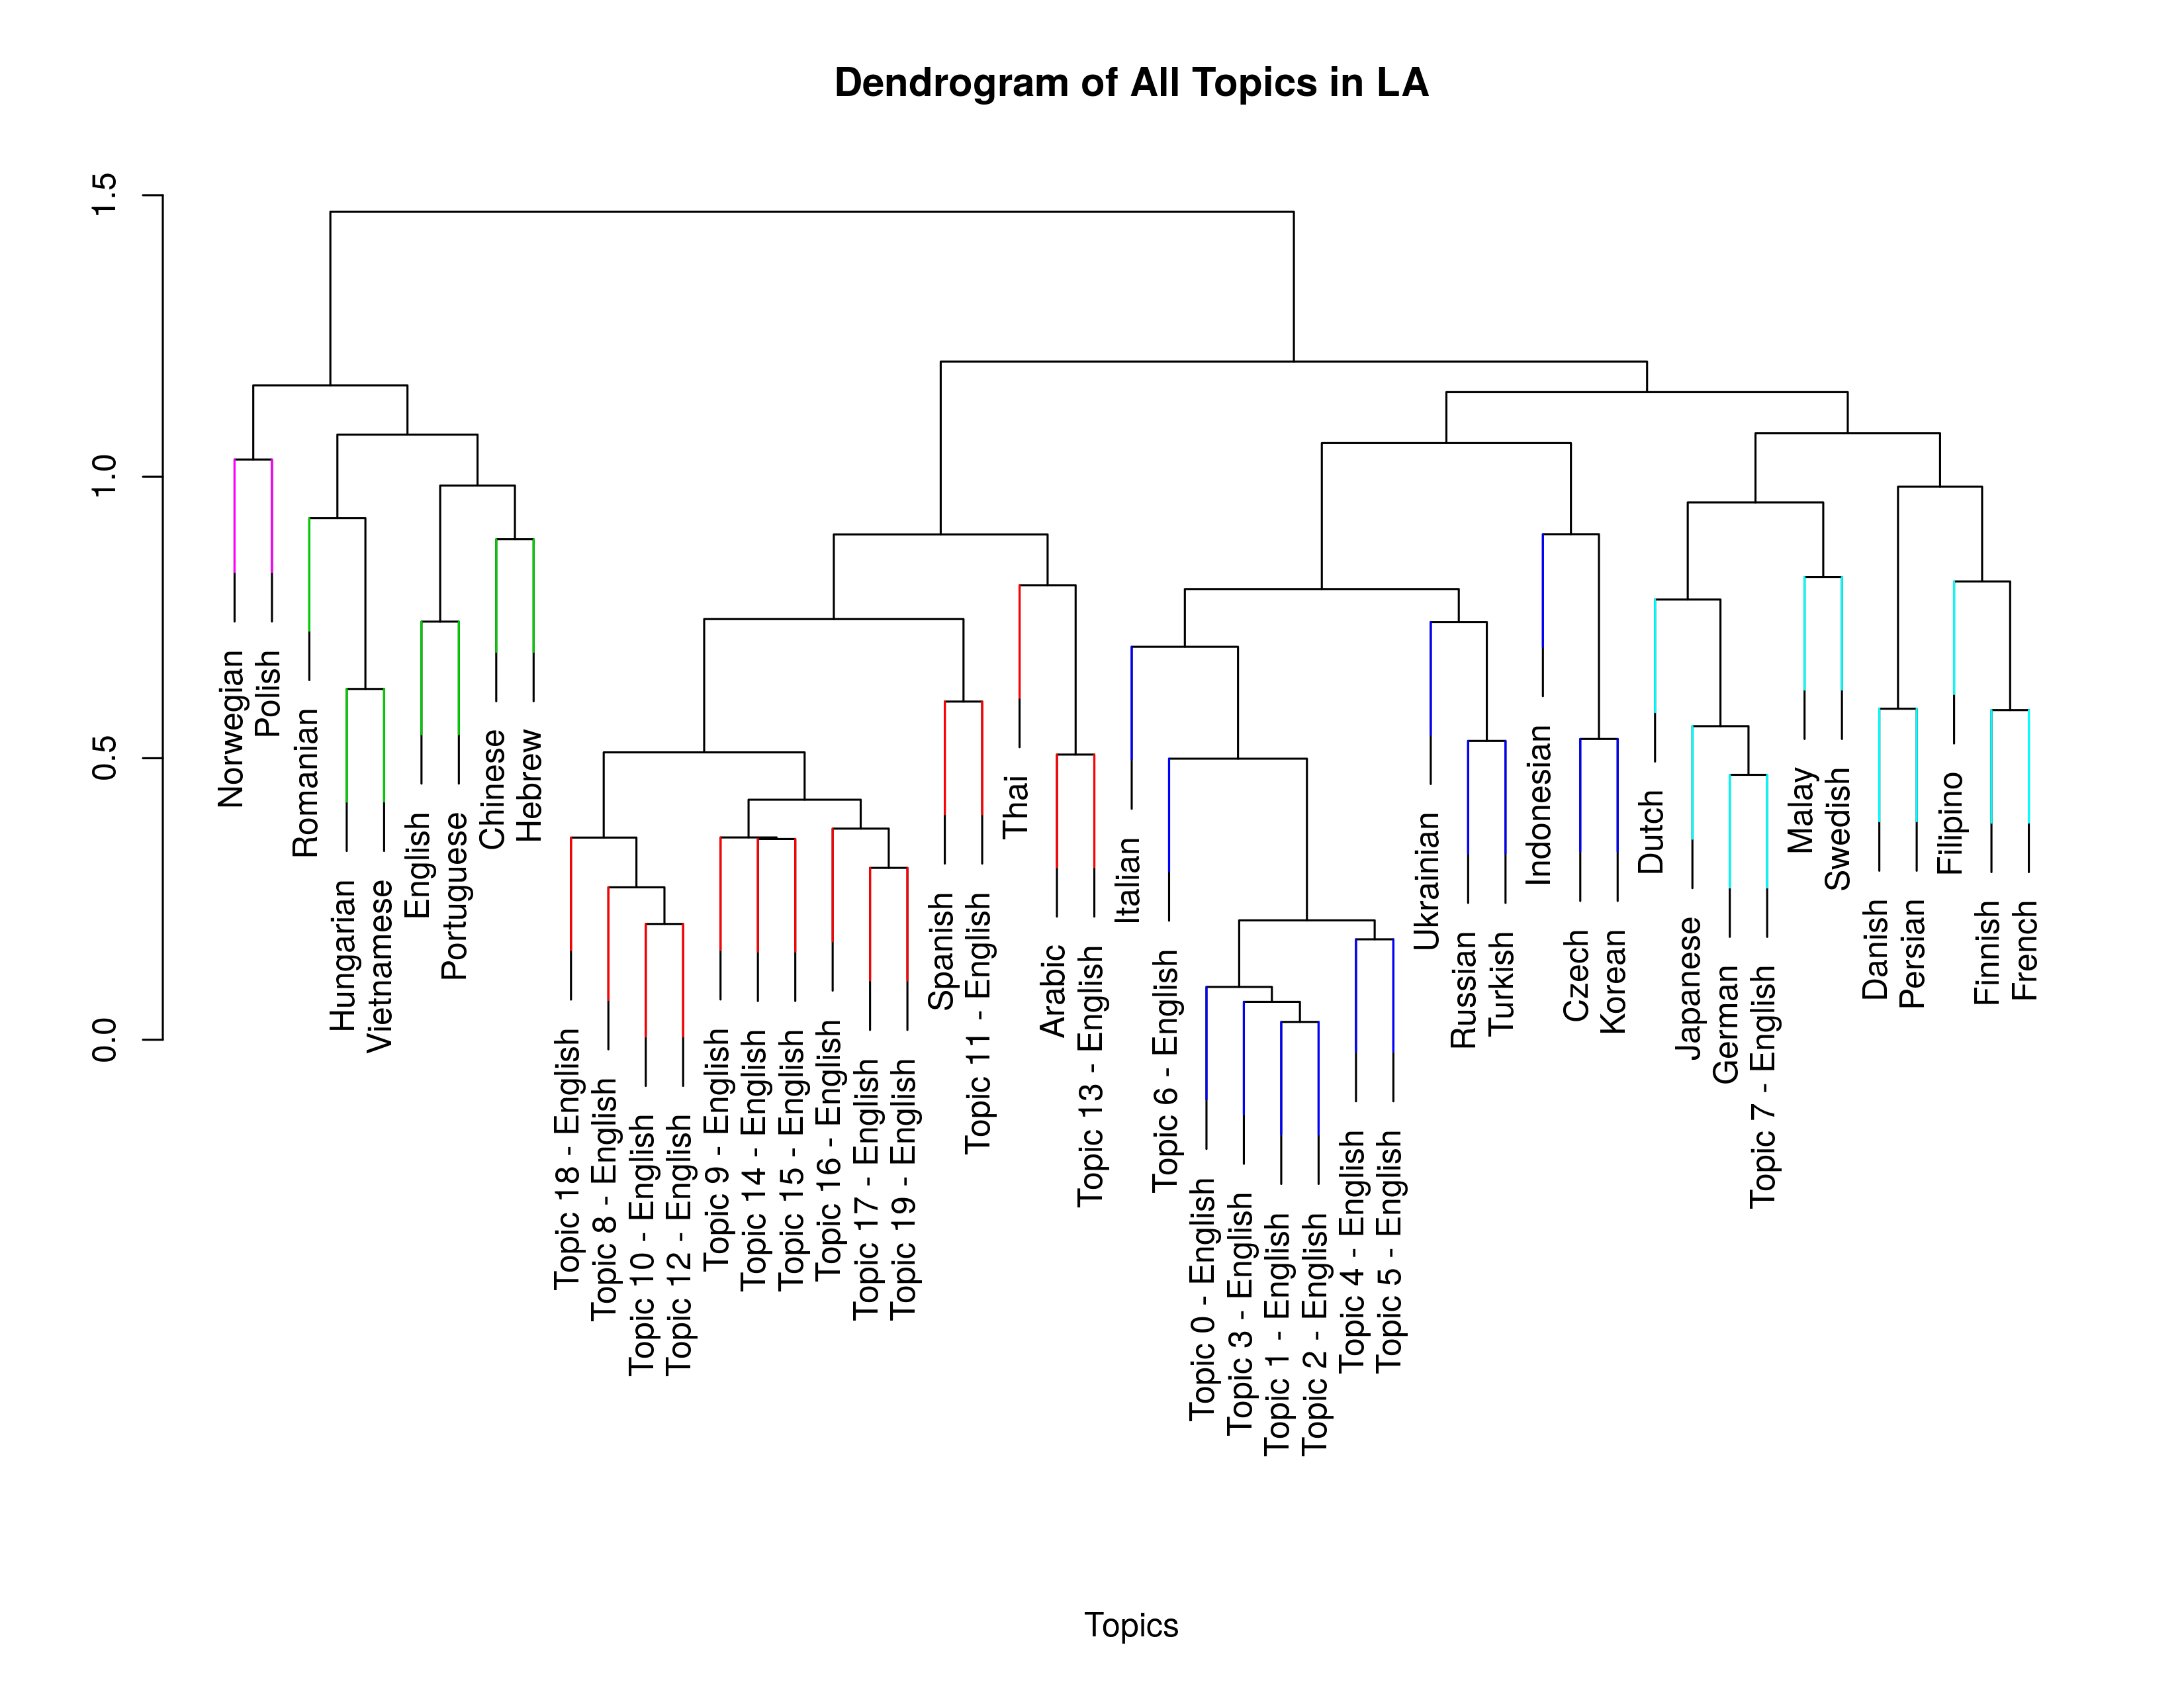 Dendrogram of All Topics in LA
1.5
1.0
0.5
0.0
Norwegian
Polish
Romanian
Hungarian
Vietnamese
English
Portuguese
Chinese
Hebrew
Topic 18 - English
Topic 8 - English
Topic 10 - English
Topic 12 - English
Topic 9 - English
Topic 14 - English
Topic 15 - English
Topic 16 - English
Topic 17 - English
Topic 19 - English
Spanish
Topic 11 - English
Thai
Arabic
Topic 13 - English
Italian
Topic 6 - English
Topic 0 - English
Topic 3 - English
Topic 1 - English
Topic 2 - English
Topic 4 - English
Topic 5 - English
Ukrainian
Russian
Turkish
Indonesian
Czech
Korean
Dutch
Japanese
German
Topic 7 - English
Malay
Swedish
Danish
Persian
Filipino
Finnish
French
Topics